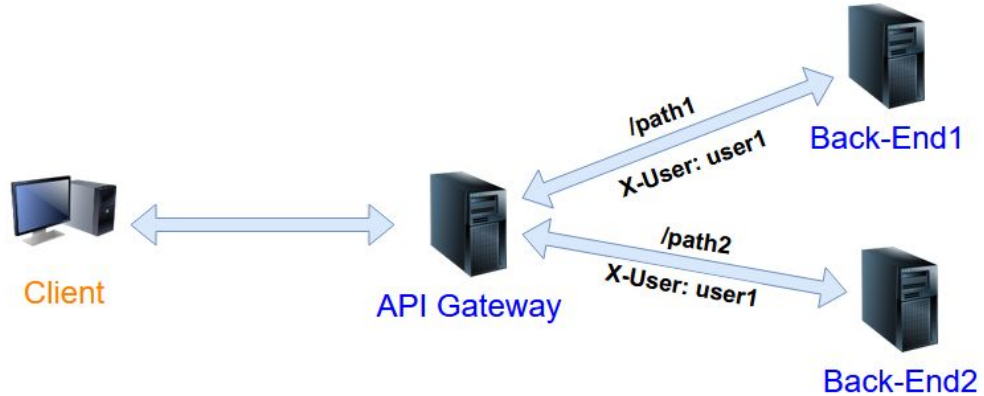 /path1
X-User: user1
Back-End1
Client
API Gateway
/path2
X-User: user1
Back-End2